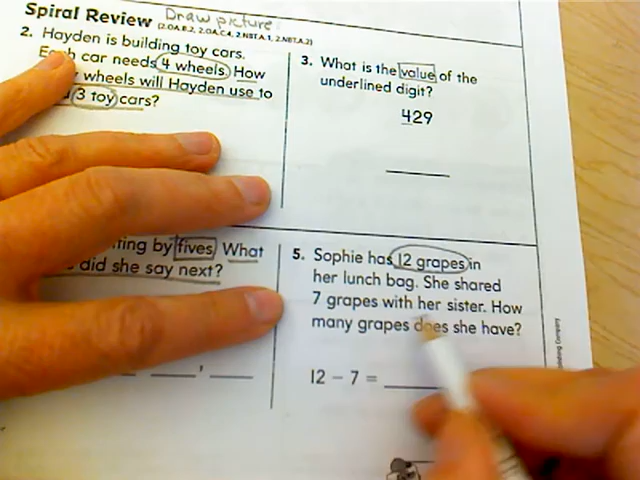 Spiral Review Draw picture
(2.OA.B.2, 2.OA.C.4, 2.NBT.A.1, 2.NBT.A.2)
2. Hayden is building toy cars.
Each car needs 4 wheels. How
wheels will Hayden use to
3 toy cars?
3. What is the value of the
underlined digit?
429
ting by fives. What
did she say next?
,
5. Sophie has 12 grapes in
her lunch bag. She shared
7 grapes with her sister. How
many grapes does she have?
12 - 7 =